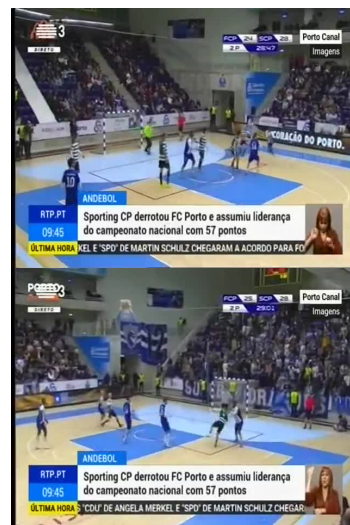 3
DIRETO
FCP 24 SCP 28
2 P 28:47
Porto Canal
Imagens
CORAÇÃO DO PORTO.
10
ANDEBOL
RTP.PT
Sporting CP derrotou FC Porto e assumiu liderança
do campeonato nacional com 57 pontos
09:45
ÚLTIMA HORA
KEL E "SPD" DE MARTIN SCHULZ CHEGARAM A ACORDO PARA FO
3
DIRETO
FCP 25 SCP 28
2 P 29:01
Porto Canal
Imagens
ANDEBOL
RTP.PT
Sporting CP derrotou FC Porto e assumiu liderança
do campeonato nacional com 57 pontos
09:45
ÚLTIMA HORA
"CDU" DE ANGELA MERKEL E "SPD" DE MARTIN SCHULZ CHEGAR